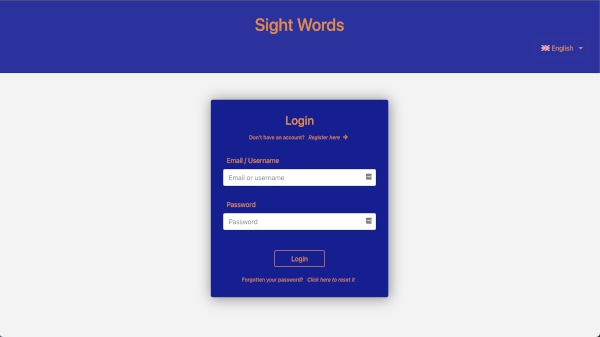 Sight Words
English
Login
Don't have an account? Register here →
Email / Username
Email or username
Password
Password
Login
Forgotten your password? Click here to reset it